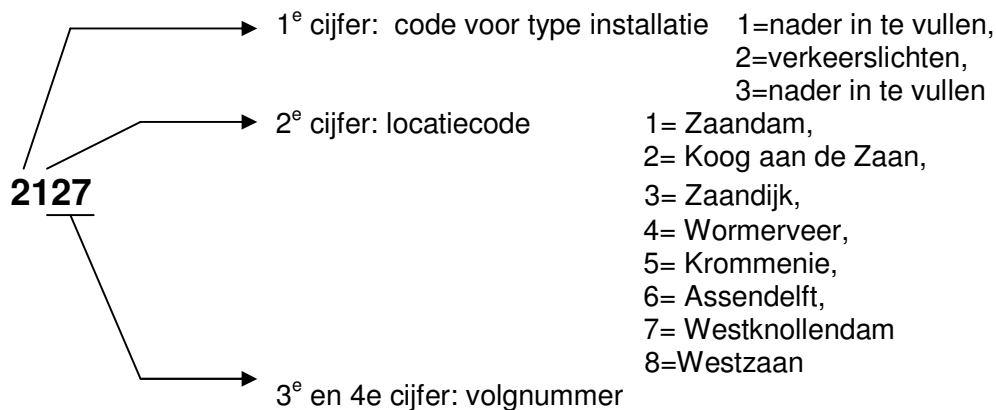 1e cijfer: code voor type installatie 1=nader in te vullen,
2=verkeerslichten,
3=nader in te vullen
2e cijfer: locatiecode 1= Zaandam,
2= Koog aan de Zaan,
2127 3= Zaandijk,
4= Wormerveer,
5= Krommenie,
6= Assendelft,
7= Westknollendam
8=Westzaan
3e en 4e cijfer: volgnummer